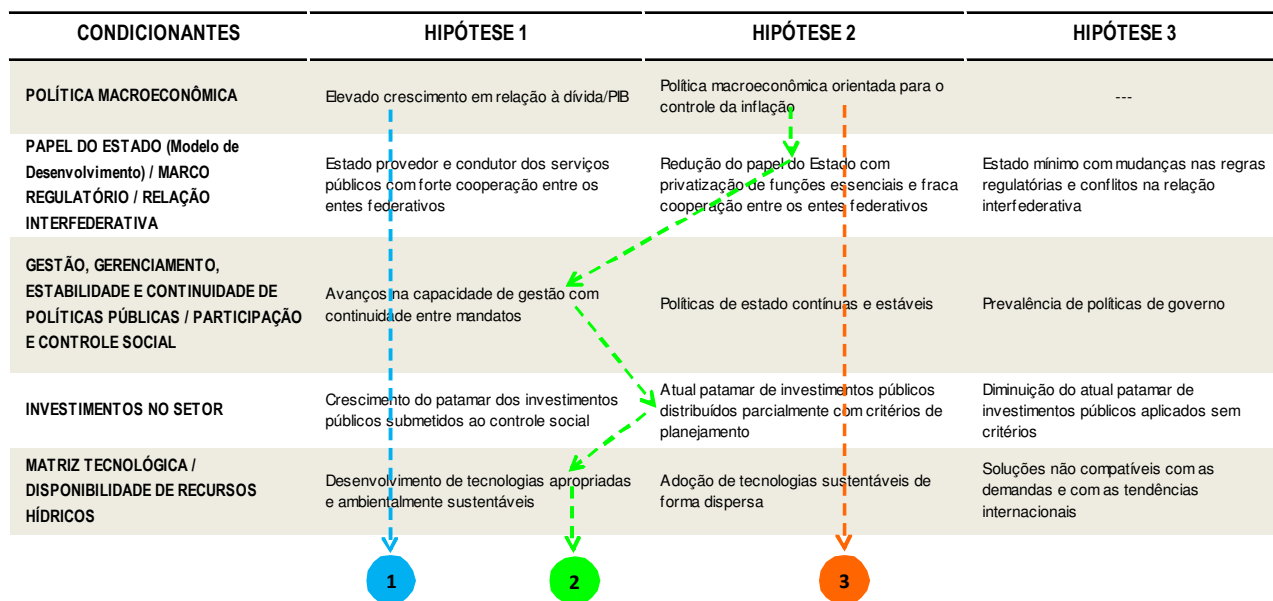 CONDICIONANTES
HIPÓTESE 1
HIPÓTESE 2
HIPÓTESE 3
POLÍTICA MACROECONÔMICA
Elevado crescimento em relação à dívida/PIB
Política macroeconômica orientada para o
controle da inflação
---
PAPEL DO ESTADO (Modelo de
Desenvolvimento) / MARCO
REGULATÓRIO / RELAÇÃO
INTERFEDERATIVA
Estado provedor e condutor dos serviços
públicos com forte cooperação entre os
entes federativos
Redução do papel do Estado com
privatização de funções essenciais e fraca
cooperação entre os entes federativos
Estado mínimo com mudanças nas regras
regulatórias e conflitos na relação
interfederativa
GESTÃO, GERENCIAMENTO,
ESTABILIDADE E CONTINUIDADE DE
POLÍTICAS PÚBLICAS / PARTICIPAÇÃO
E CONTROLE SOCIAL
Avanços na capacidade de gestão com
continuidade entre mandatos
Políticas de estado contínuas e estáveis
Prevalência de políticas de governo
INVESTIMENTOS NO SETOR
Crescimento do patamar dos investimentos
públicos submetidos ao controle social
Atual patamar de investimentos públicos
distribuídos parcialmente com critérios de
planejamento
Diminuição do atual patamar de
investimentos públicos aplicados sem
critérios
MATRIZ TECNOLÓGICA /
DISPONIBILIDADE DE RECURSOS
HÍDRICOS
Desenvolvimento de tecnologias apropriadas
e ambientalmente sustentáveis
Adoção de tecnologias sustentáveis de
forma dispersa
Soluções não compatíveis com as
demandas e com as tendências
internacionais
1
2
3